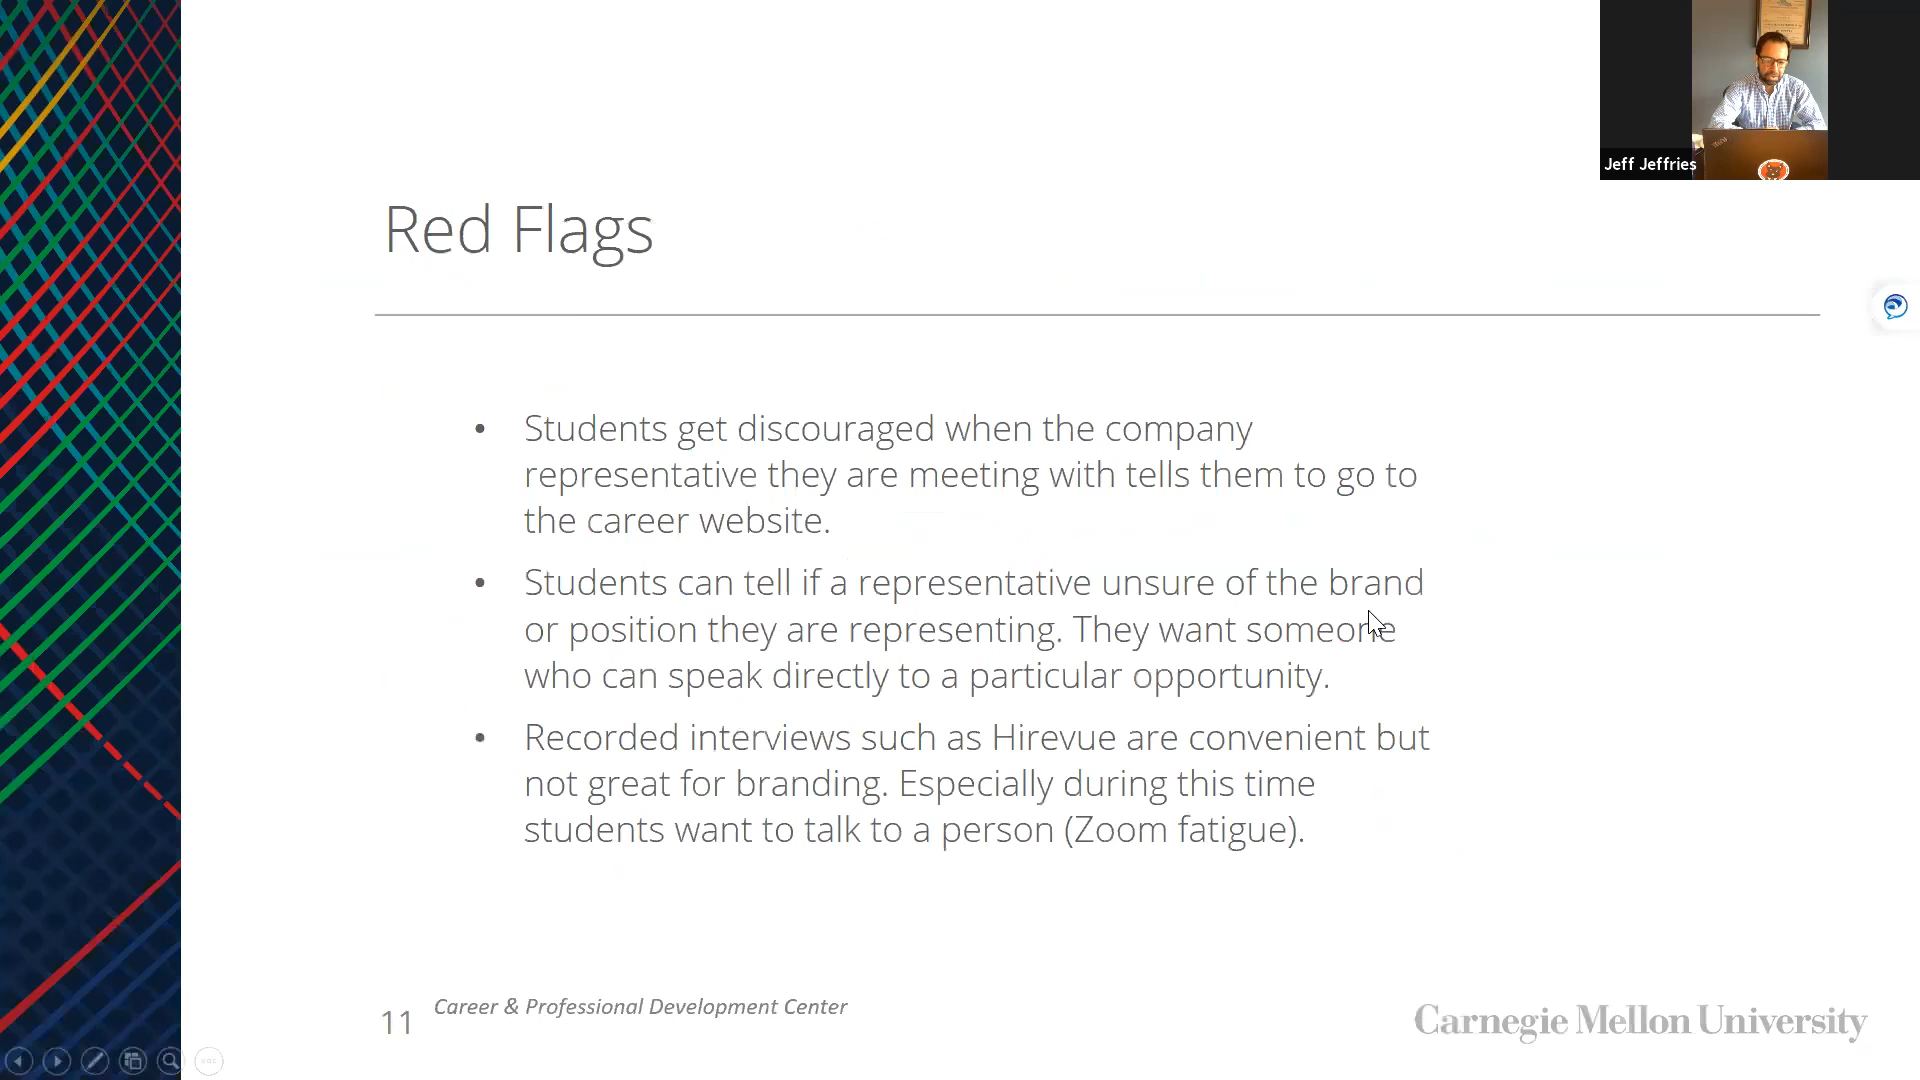 Jeff Jeffries
Red Flags
• Students get discouraged when the company
representative they are meeting with tells them to go to
the career website.
• Students can tell if a representative unsure of the brand
or position they are representing. They want someone
who can speak directly to a particular opportunity.
• Recorded interviews such as Hirevue are convenient but
not great for branding. Especially during this time
students want to talk to a person (Zoom fatigue).
11 Career & Professional Development Center
Carnegie Mellon University